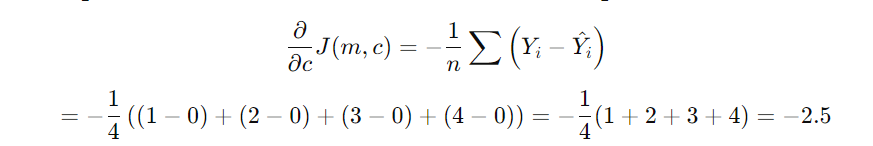 ∂/∂c J(m, c) = −1/n ∑ (Yᵢ − Ŷᵢ)
= −1/4 ((1 − 0) + (2 − 0) + (3 − 0) + (4 − 0)) = −1/4 (1 + 2 + 3 + 4) = −2.5